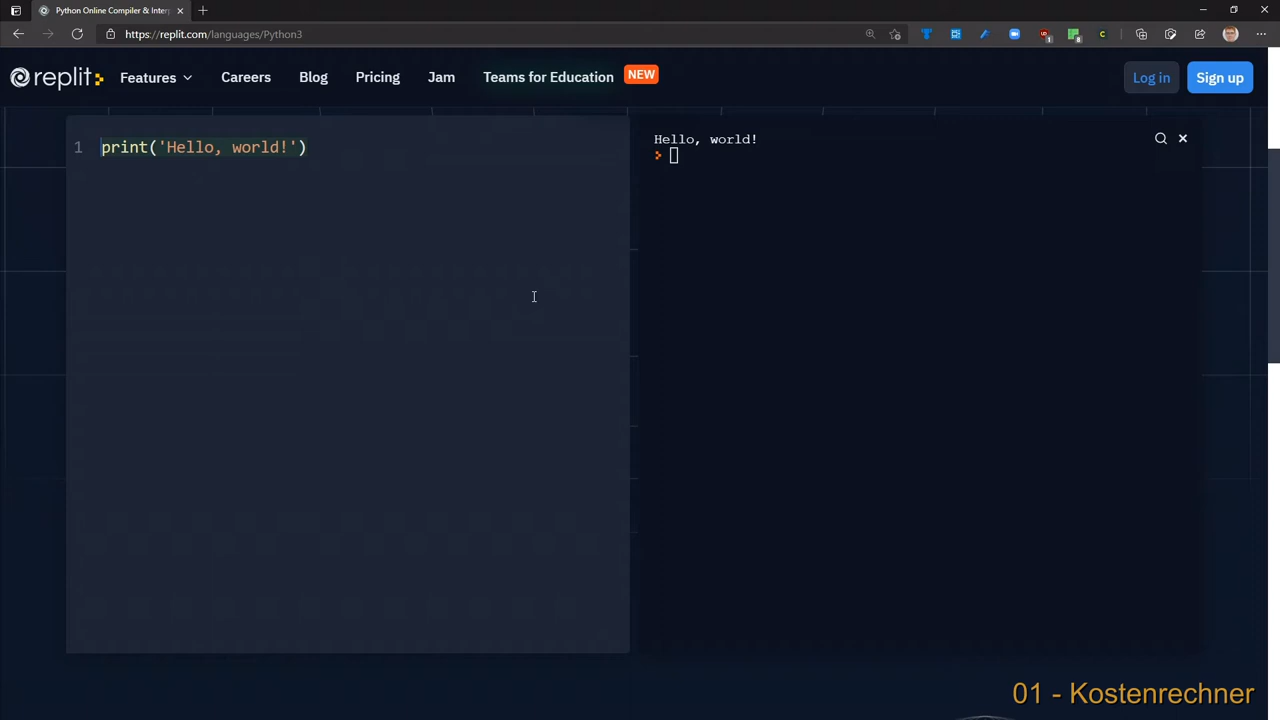 Python Online Compiler & Inter
https://replit.com/languages/Python3
replit
Features
Careers
Blog
Pricing
Jam
Teams for Education
NEW
Log in
Sign up
1 print('Hello, world!')
Hello, world!
01 - Kostenrechner